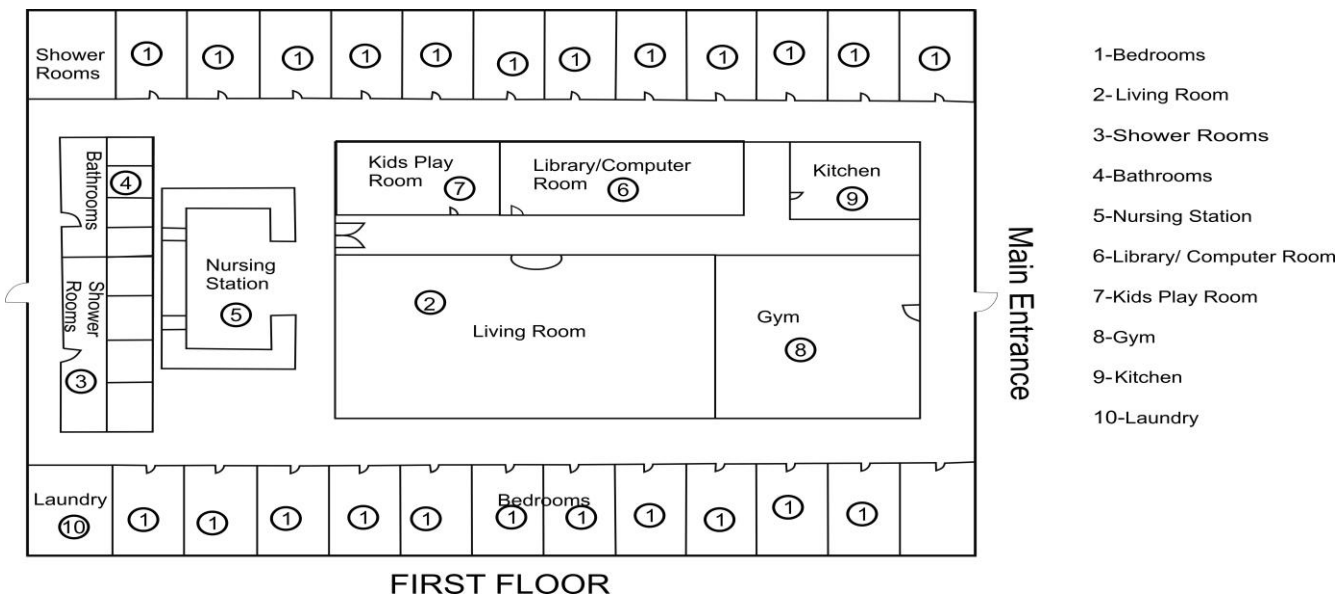 Shower
Rooms
1 1 1 1 1 1 1 1 1 1 1 1
Bathrooms
4
Shower
Rooms
3
Nursing
Station
5
Kids Play
Room
7
Library/Computer
Room
6
Kitchen
9
2
Living Room
Gym
8
Main Entrance
Laundry
10
Bedrooms
1 1 1 1 1 1 1 1 1 1 1
FIRST FLOOR
1-Bedrooms
2-Living Room
3-Shower Rooms
4-Bathrooms
5-Nursing Station
6-Library/ Computer Room
7-Kids Play Room
8-Gym
9-Kitchen
10-Laundry